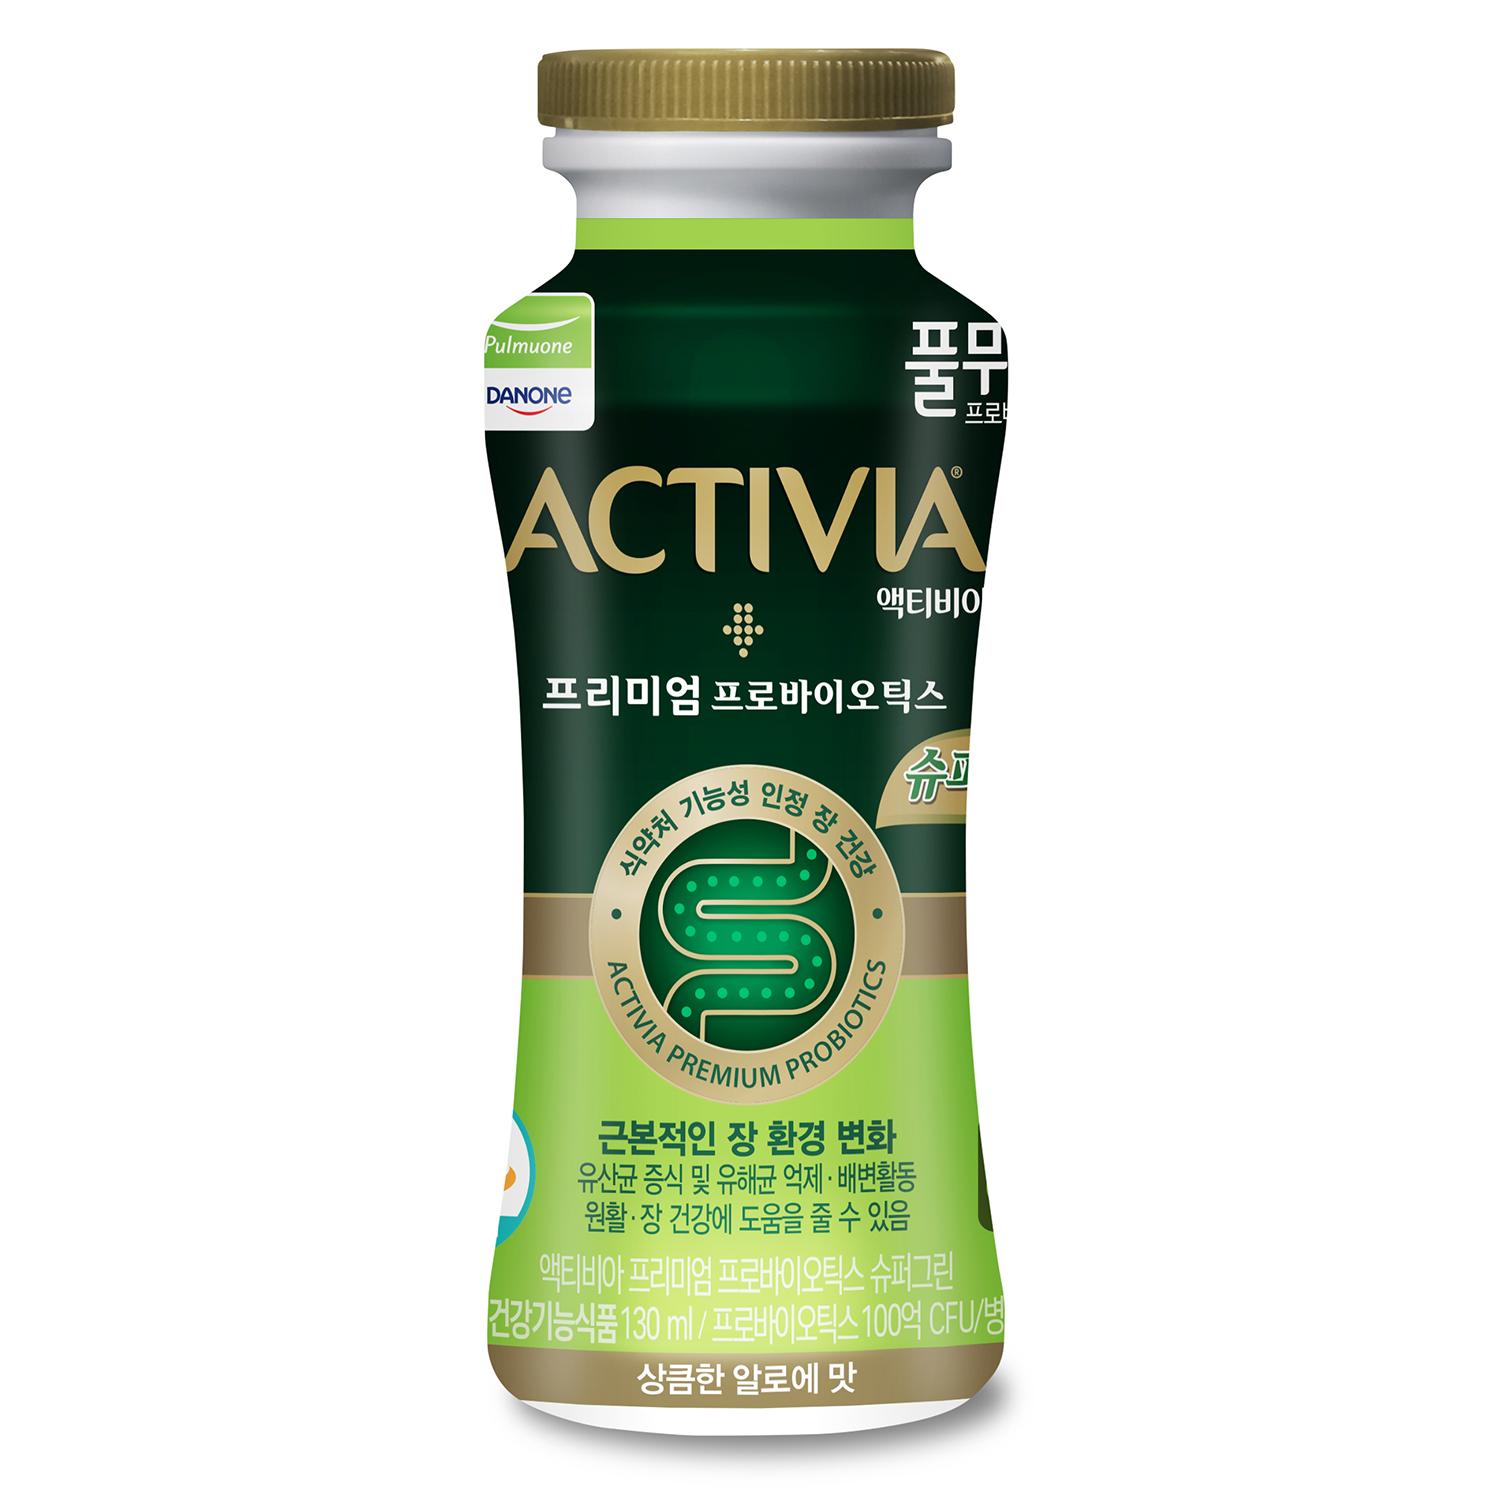 Pulmuone
DANONE
풀무
프로바
ACTIVIA®
액티비아
프리미엄 프로바이오틱스
슈퍼
식약처 기능성 인정 장 건강
ACTIVIA PREMIUM PROBIOTICS
근본적인 장 환경 변화
유산균 증식 및 유해균 억제·배변활동
원활·장 건강에 도움을 줄 수 있음
액티비아 프리미엄 프로바이오틱스 슈퍼그린
건강기능식품 130 ml / 프로바이오틱스 100억 CFU/병
상큼한 알로에 맛